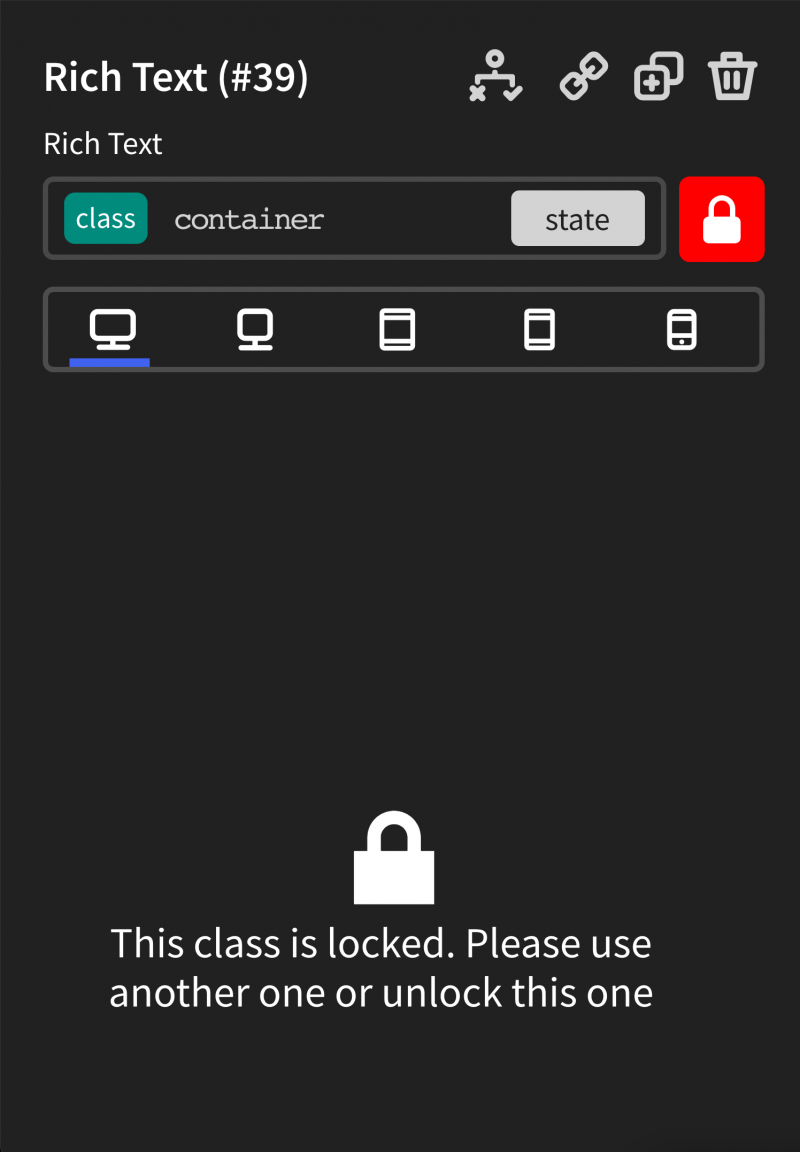 Rich Text (#39)
Rich Text
class container state
This class is locked. Please use
another one or unlock this one